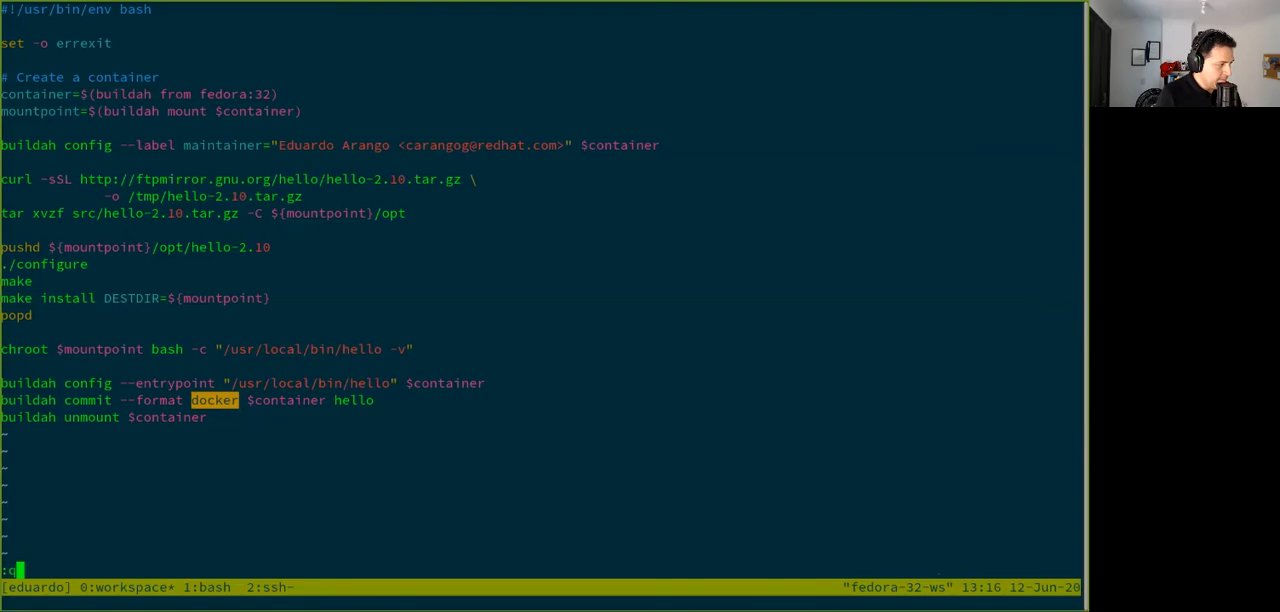 #!/usr/bin/env bash
set -o errexit
# Create a container
container=$(buildah from fedora:32)
mountpoint=$(buildah mount $container)
buildah config --label maintainer="Eduardo Arango <carangog@redhat.com>" $container
curl -sSL http://ftpmirror.gnu.org/hello/hello-2.10.tar.gz \
-o /tmp/hello-2.10.tar.gz
tar xvzf src/hello-2.10.tar.gz -C ${mountpoint}/opt
pushd ${mountpoint}/opt/hello-2.10
./configure
make
make install DESTDIR=${mountpoint}
popd
chroot $mountpoint bash -c "/usr/local/bin/hello -v"
buildah config --entrypoint "/usr/local/bin/hello" $container
buildah commit --format docker $container hello
buildah unmount $container
~
~
~
~
~
~
~
~
:q
[eduardo] 0:workspace* 1:bash 2:ssh- "fedora-32-ws" 13:16 12-Jun-20